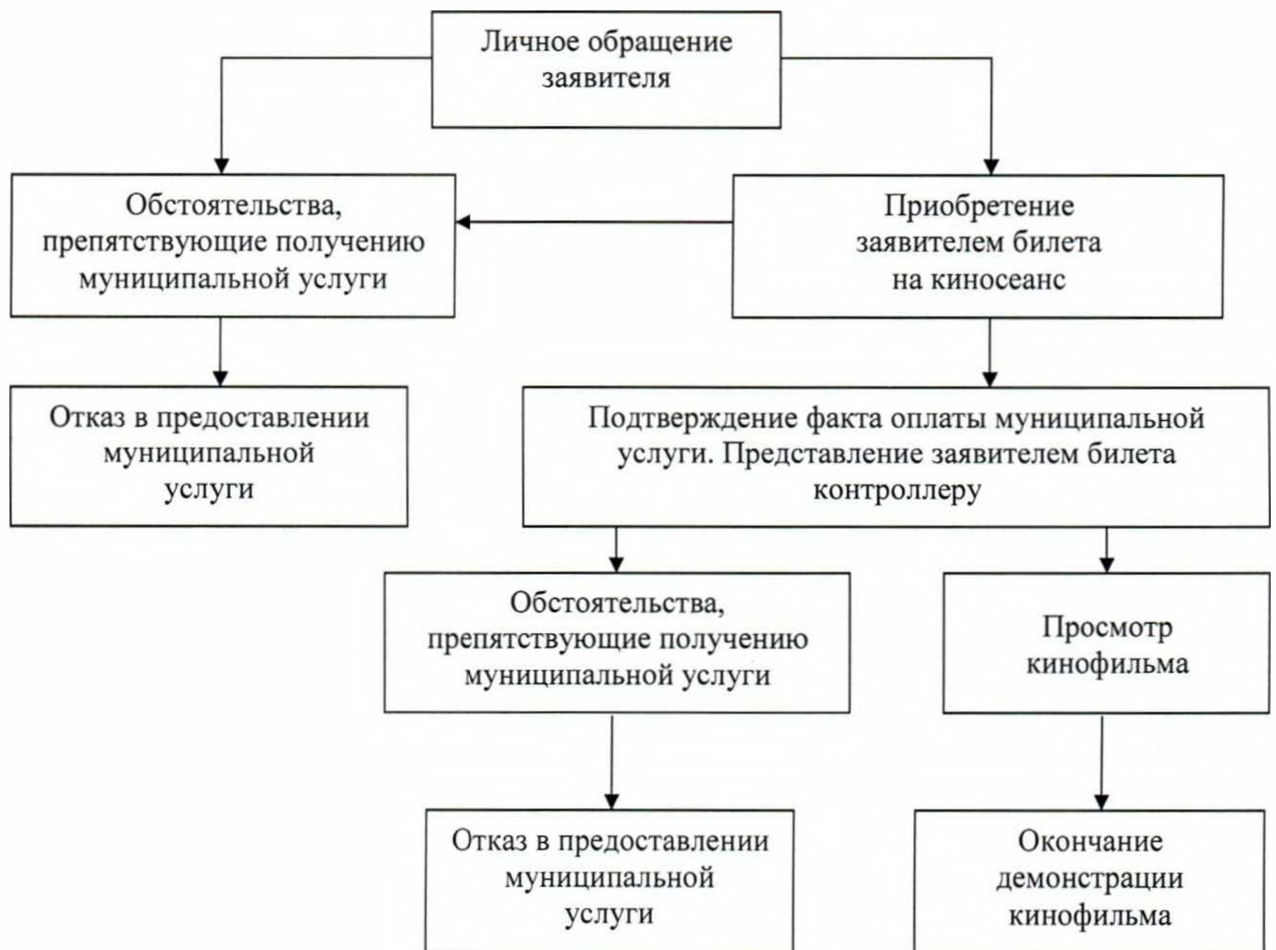 Личное обращение
заявителя
Обстоятельства,
препятствующие получению
муниципальной услуги
Приобретение
заявителем билета
на киносеанс
Отказ в предоставлении
муниципальной
услуги
Подтверждение факта оплаты муниципальной
услуги. Представление заявителем билета
контроллеру
Обстоятельства,
препятствующие получению
муниципальной услуги
Просмотр
кинофильма
Отказ в предоставлении
муниципальной
услуги
Окончание
демонстрации
кинофильма